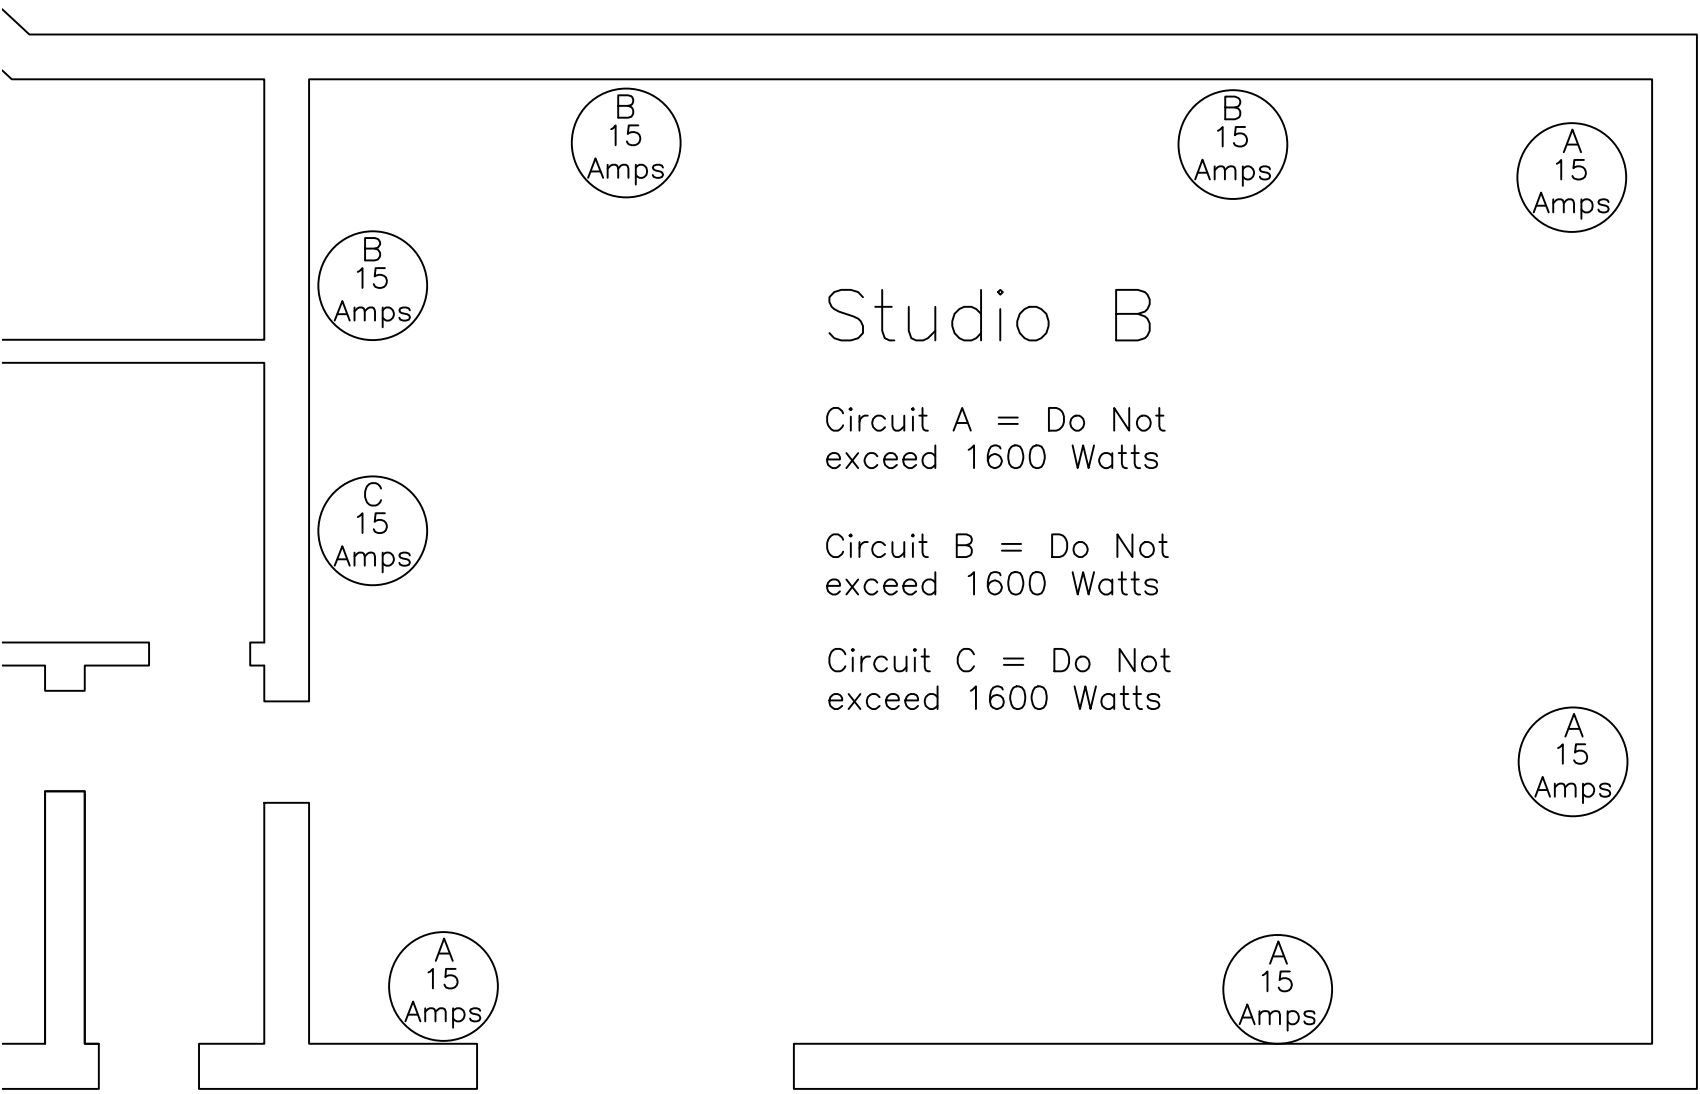 B
15
Amps
B
15
Amps
A
15
Amps
B
15
Amps
Studio B
Circuit A = Do Not
exceed 1600 Watts
C
15
Amps
Circuit B = Do Not
exceed 1600 Watts
Circuit C = Do Not
exceed 1600 Watts
A
15
Amps
A
15
Amps
A
15
Amps